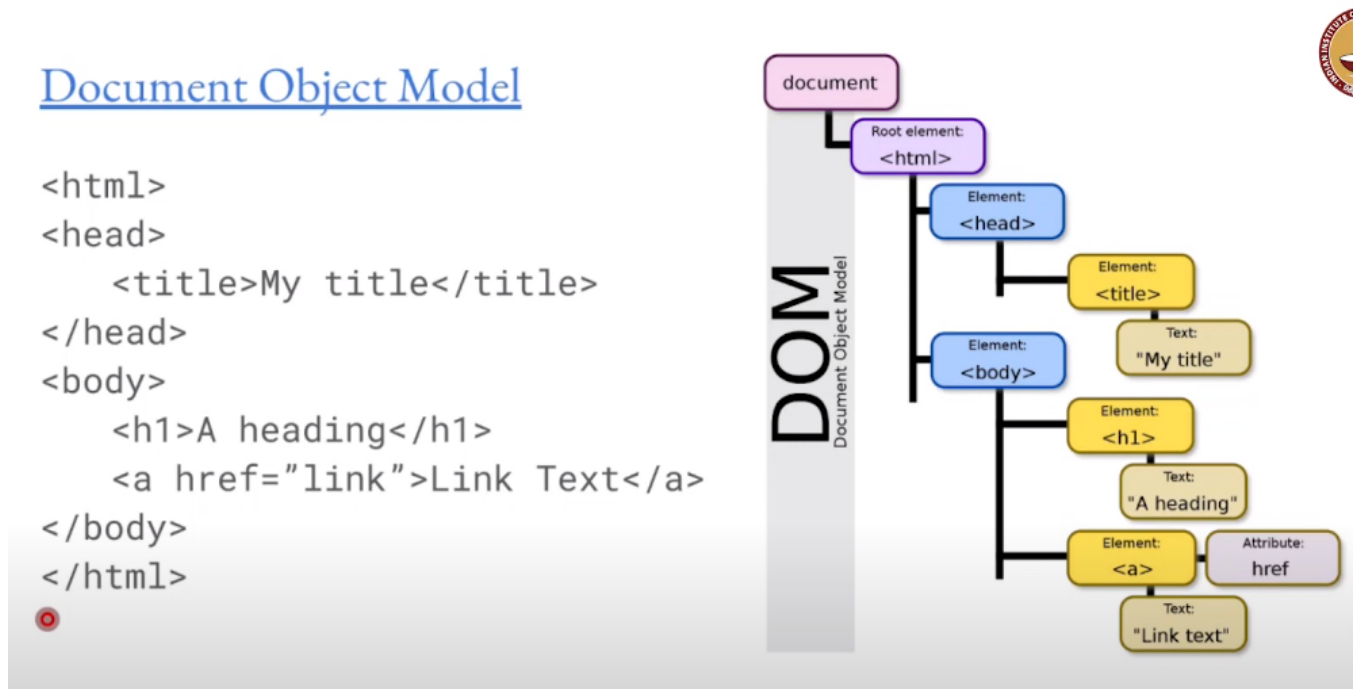 Document Object Model
<html>
<head>
<title>My title</title>
</head>
<body>
<h1>A heading</h1>
<a href=”link”>Link Text</a>
</body>
</html>
document
Root element:
<html>
Element:
<head>
Element:
<title>
Text:
"My title"
Element:
<body>
Element:
<h1>
Text:
"A heading"
Element:
<a>
Attribute:
href
Text:
"Link text"
DOM
Document Object Model
INDIAN INSTITUTE